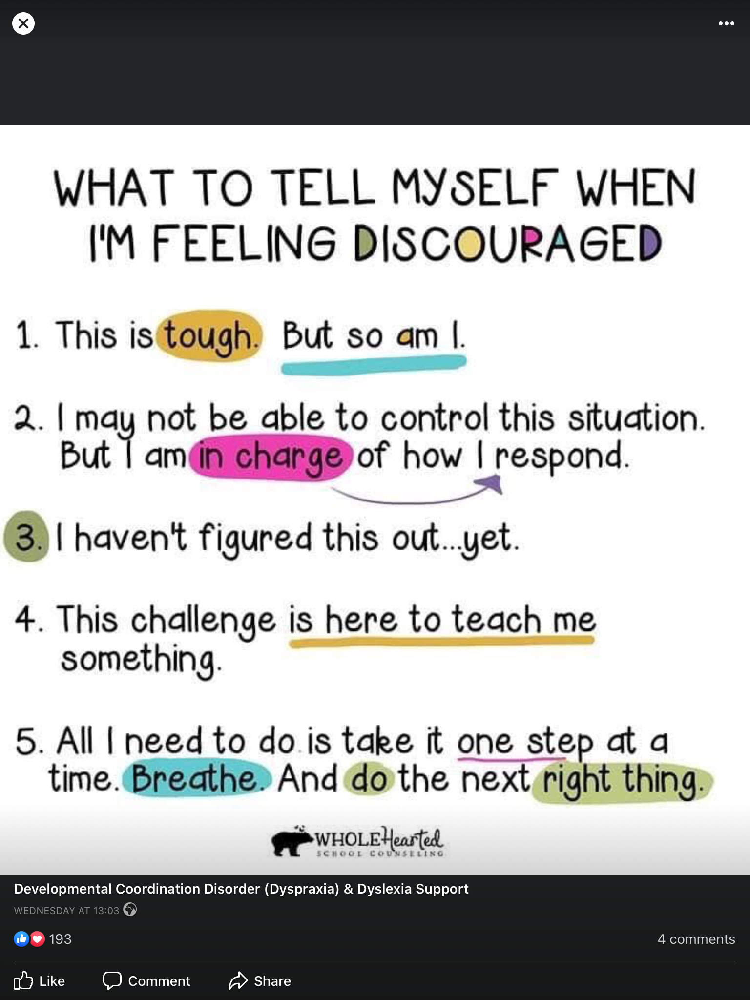 WHAT TO TELL MYSELF WHEN
I'M FEELING DISCOURAGED
1. This is tough. But so am I.
2. I may not be able to control this situation.
But I am in charge of how I respond.
3. I haven't figured this out...yet.
4. This challenge is here to teach me
something.
5. All I need to do is take it one step at a
time. Breathe. And do the next right thing.
WHOLEHearted
SCHOOL COUNSELING
Developmental Coordination Disorder (Dyspraxia) & Dyslexia Support
WEDNESDAY AT 13:03
193
4 comments
Like Comment Share